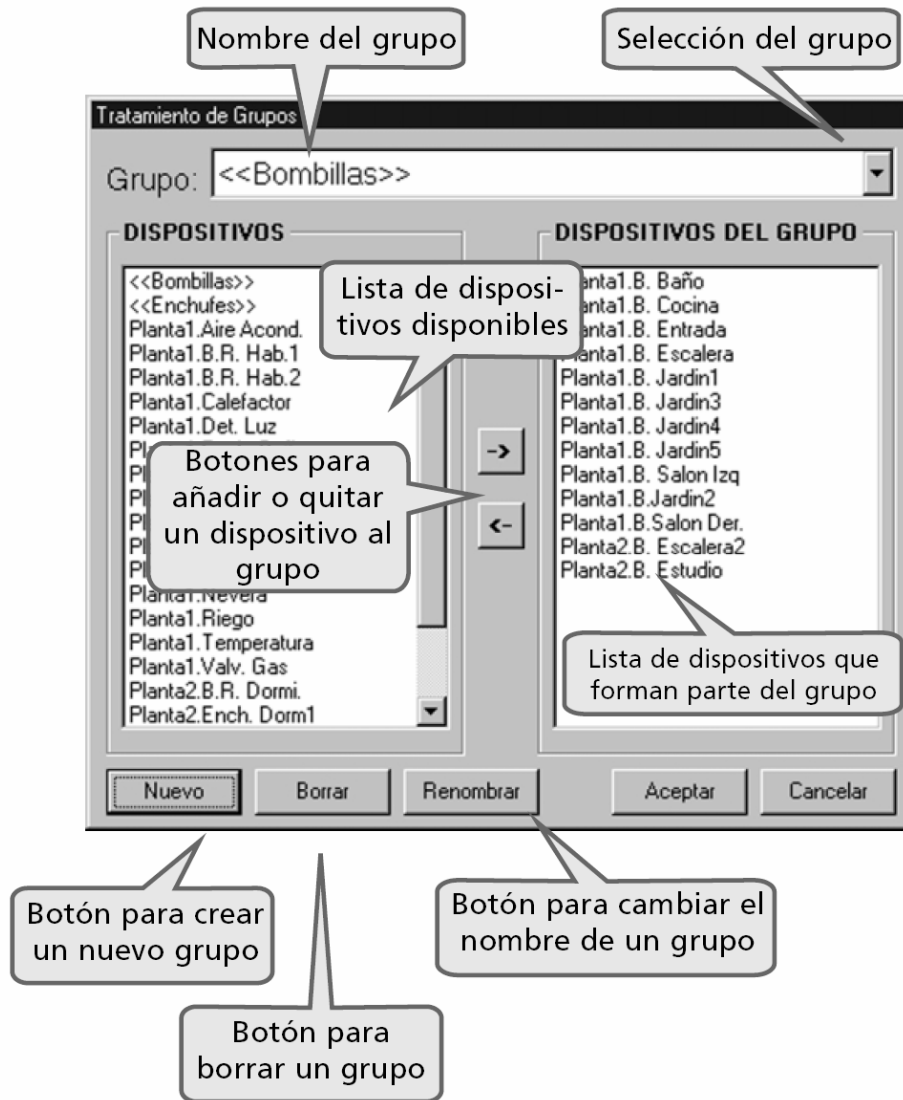 Nombre del grupo
Selección del grupo
Tratamiento de Grupos
Grupo: <<Bombillas>>
DISPOSITIVOS
<<Bombillas>>
<<Enchufes>>
Planta1.Aire Acond.
Planta1.B.R. Hab.1
Planta1.B.R. Hab.2
Planta1.Calefactor
Planta1.Det. Luz
Planta1.Nevera
Planta1.Riego
Planta1.Temperatura
Planta1.Valv. Gas
Planta2.B.R. Dormi.
Planta2.Ench. Dorm1
Lista de disposi-
tivos disponibles
Botones para
añadir o quitar
un dispositivo al
grupo
->
<-
DISPOSITIVOS DEL GRUPO
Planta1.B. Baño
Planta1.B. Cocina
Planta1.B. Entrada
Planta1.B. Escalera
Planta1.B. Jardin1
Planta1.B. Jardin3
Planta1.B. Jardin4
Planta1.B. Jardin5
Planta1.B. Salon Izq
Planta1.B.Jardin2
Planta1.B.Salon Der.
Planta2.B. Escalera2
Planta2.B. Estudio
Lista de dispositivos que
forman parte del grupo
Nuevo Borrar Renombrar Aceptar Cancelar
Botón para crear
un nuevo grupo
Botón para cambiar el
nombre de un grupo
Botón para
borrar un grupo